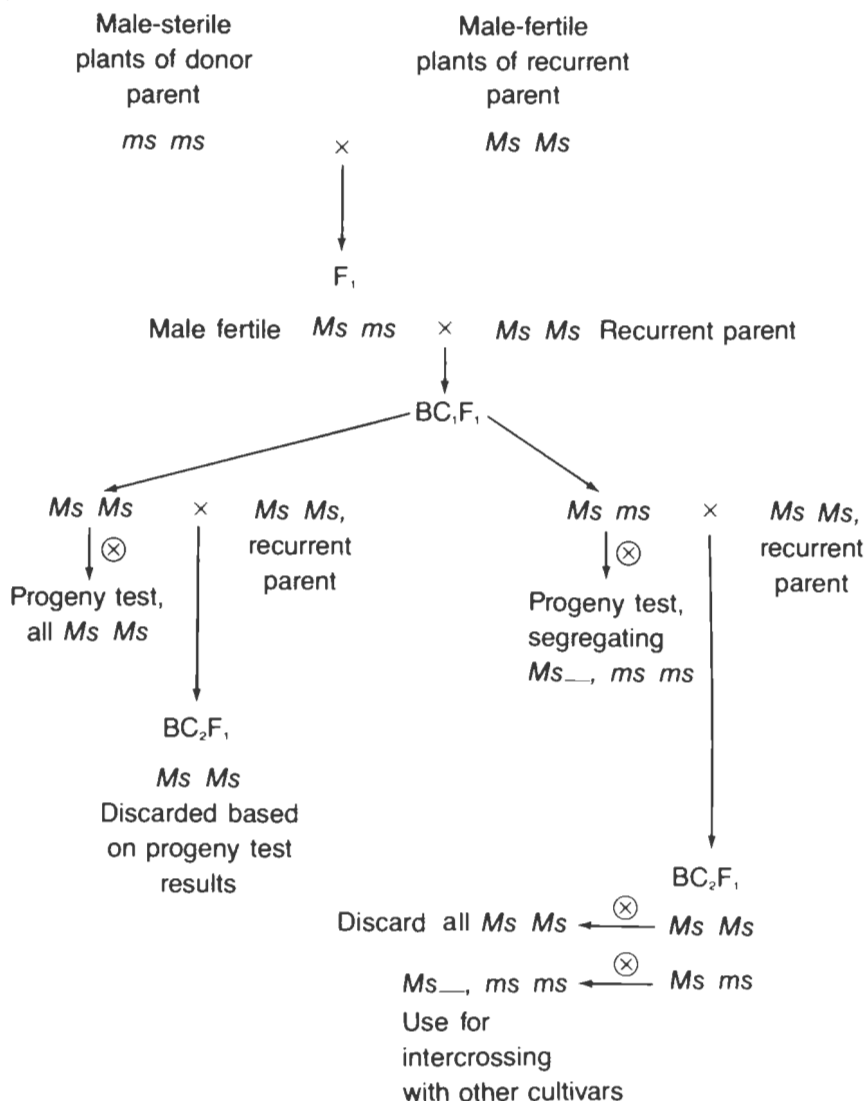 Male-sterile
plants of donor
parent
ms ms
×
Male-fertile
plants of recurrent
parent
Ms Ms
F₁
Male fertile Ms ms × Ms Ms Recurrent parent
BC₁F₁
Ms Ms × Ms Ms,
recurrent
parent
⊗
Progeny test,
all Ms Ms
BC₂F₁
Ms Ms
Discarded based
on progeny test
results
Ms ms × Ms Ms,
recurrent
parent
⊗
Progeny test,
segregating
Ms__, ms ms
BC₂F₁
Discard all Ms Ms ⊗ Ms Ms
Ms__, ms ms ⊗ Ms ms
Use for
intercrossing
with other cultivars